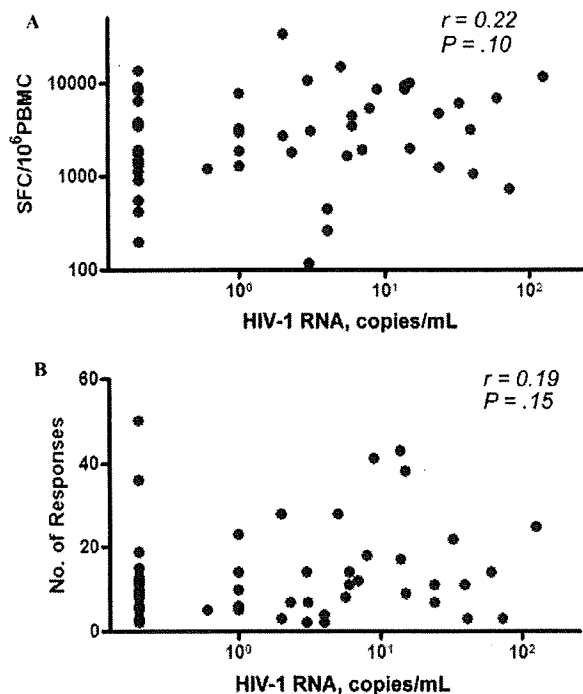 A
r = 0.22
P = .10
SFC/10⁶PBMC
10000
1000
100
10⁰
10¹
10²
HIV-1 RNA, copies/mL
B
r = 0.19
P = .15
No. of Responses
60
40
20
0
10⁰
10¹
10²
HIV-1 RNA, copies/mL